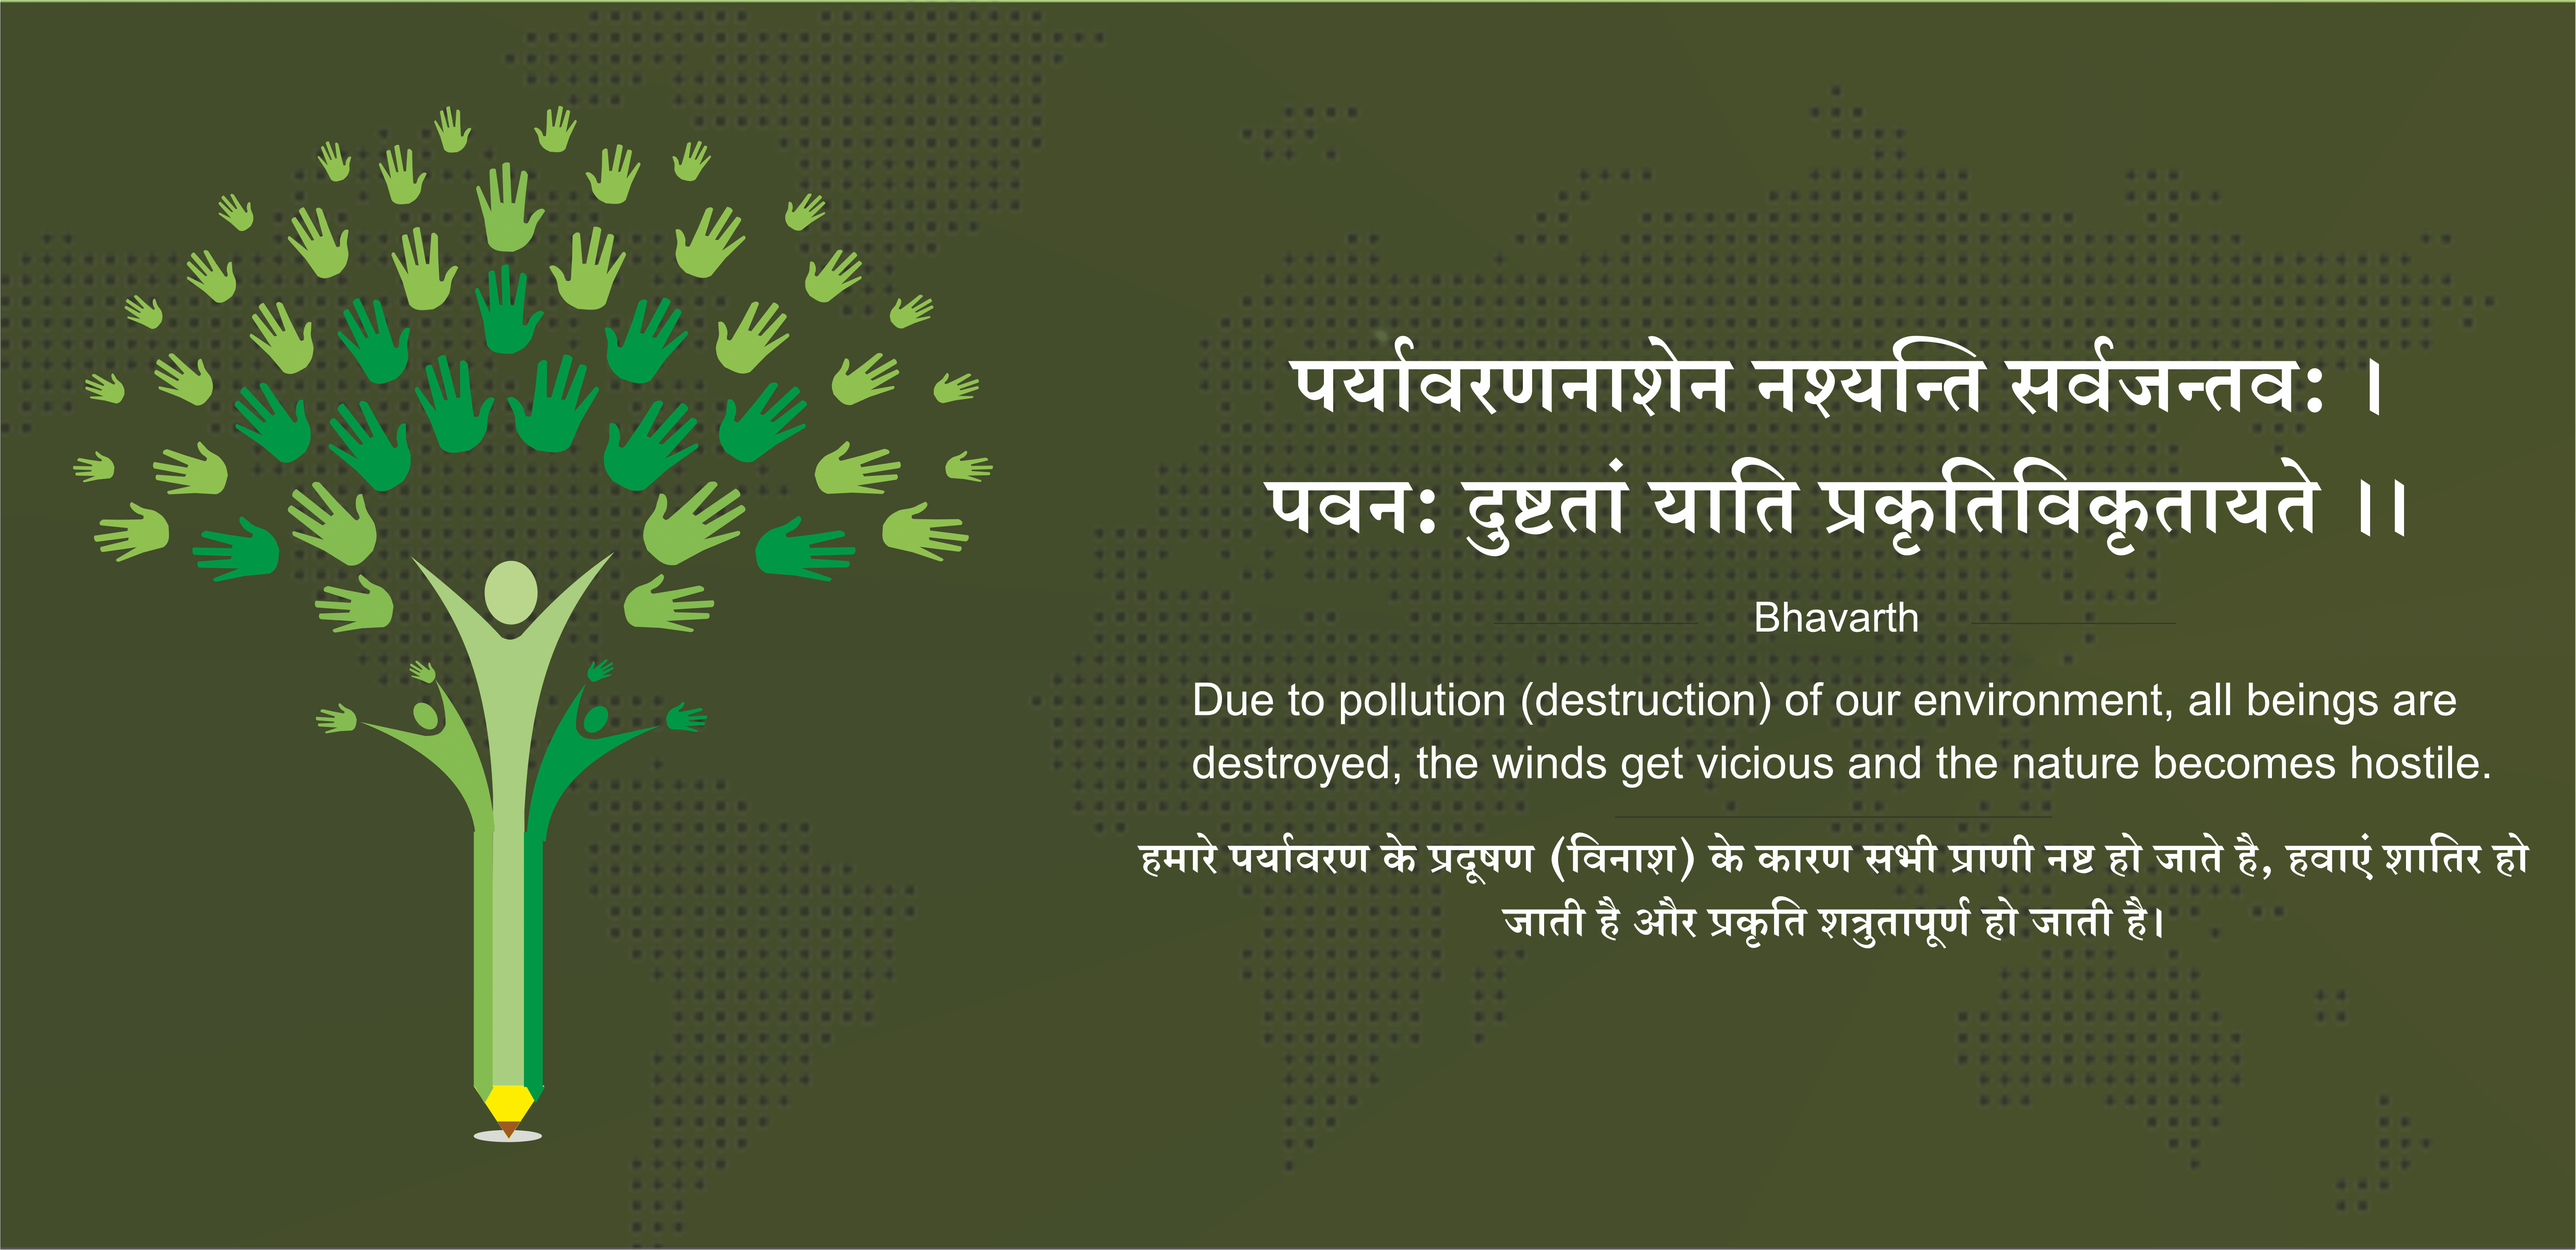 पर्यावरणनाशेन नश्यन्ति सर्वजन्तवः ।
पवनः दुष्टतां याति प्रकृतिविकृतायते ।।
Bhavarth
Due to pollution (destruction) of our environment, all beings are
destroyed, the winds get vicious and the nature becomes hostile.
हमारे पर्यावरण के प्रदूषण (विनाश) के कारण सभी प्राणी नष्ट हो जाते है, हवाएं शातिर हो
जाती है और प्रकृति शत्रुतापूर्ण हो जाती है।